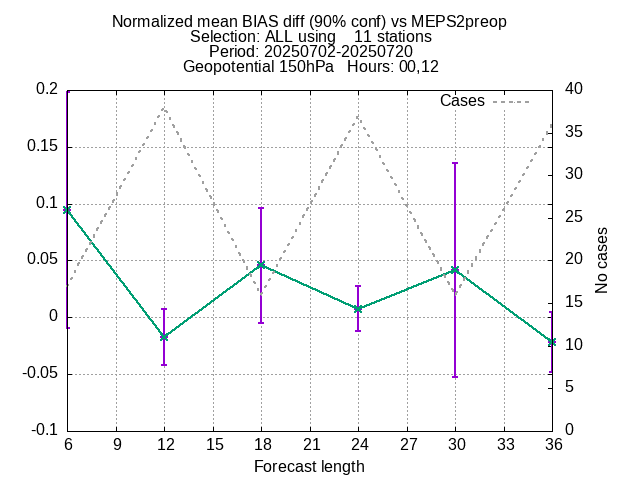 Normalized mean BIAS diff (90% conf) vs MEPS2preop
Selection: ALL using    11 stations
Period: 20250702-20250720
Geopotential 150hPa   Hours: 00,12
Cases
0.2
0.15
0.1
0.05
0
-0.05
-0.1
40
35
30
25
20
15
10
5
0
No cases
6 9 12 15 18 21 24 27 30 33 36
Forecast length